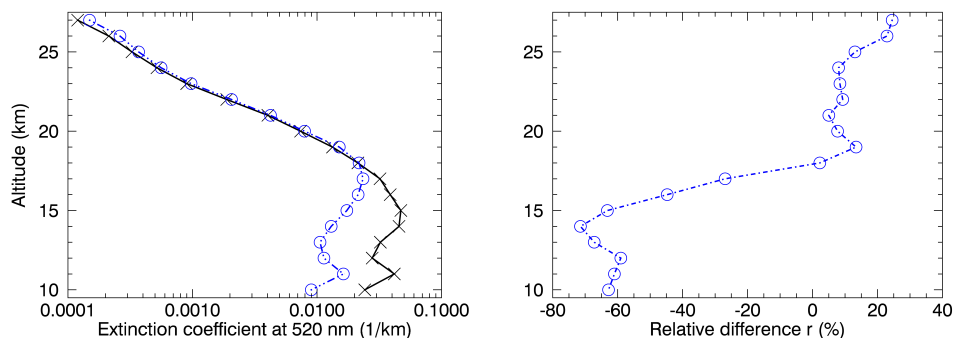 25
20
15
10
Altitude (km)
0.0001 0.0010 0.0100 0.1000
Extinction coefficient at 520 nm (1/km)
25
20
15
10
-80 -60 -40 -20 0 20 40
Relative difference r (%)